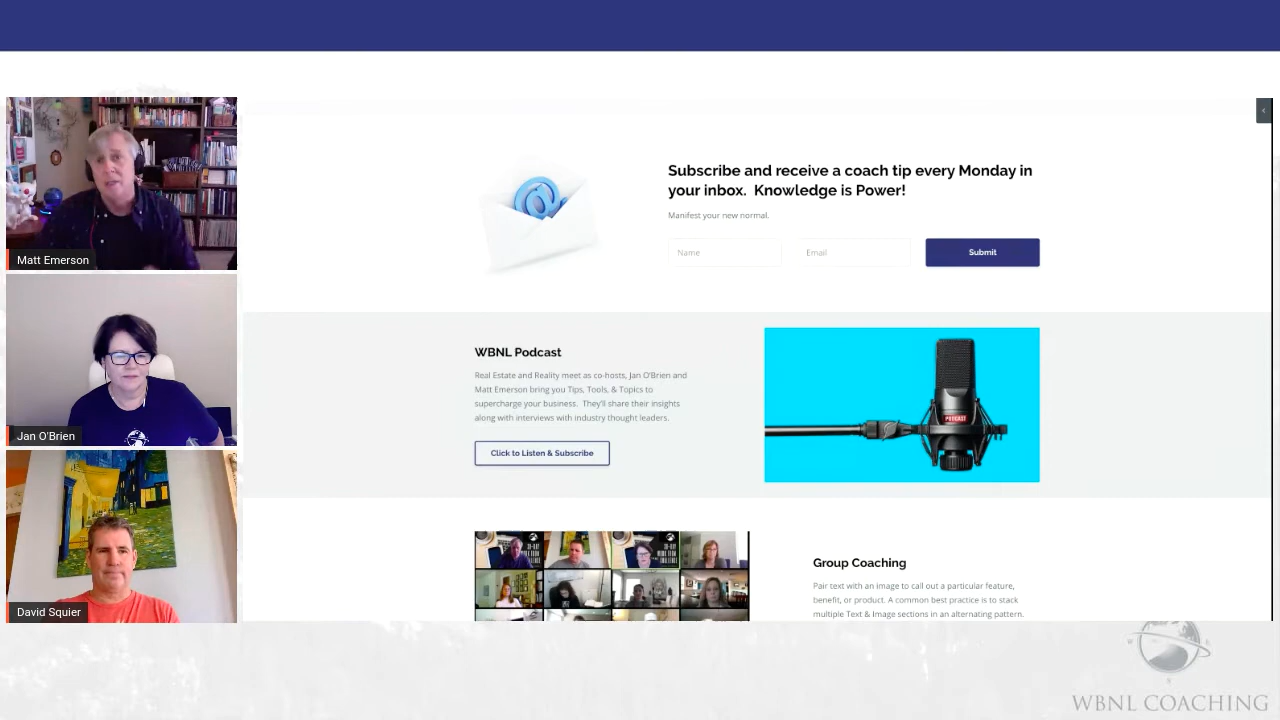 Matt Emerson
Jan O'Brien
David Squier
Subscribe and receive a coach tip every Monday in
your inbox.  Knowledge is Power!
Manifest your new normal.
Name
Email
Submit
WBNL Podcast
Real Estate and Reality meet as co-hosts, Jan O'Brien and
Matt Emerson bring you Tips, Tools, & Topics to
supercharge your business.  They'll share their insights
along with interviews with industry thought leaders.
Click to Listen & Subscribe
PODCAST
Group Coaching
Pair text with an image to call out a particular feature,
benefit, or product. A common best practice is to stack
multiple Text & Image sections in an alternating pattern.
W
S
WBNL COACHING